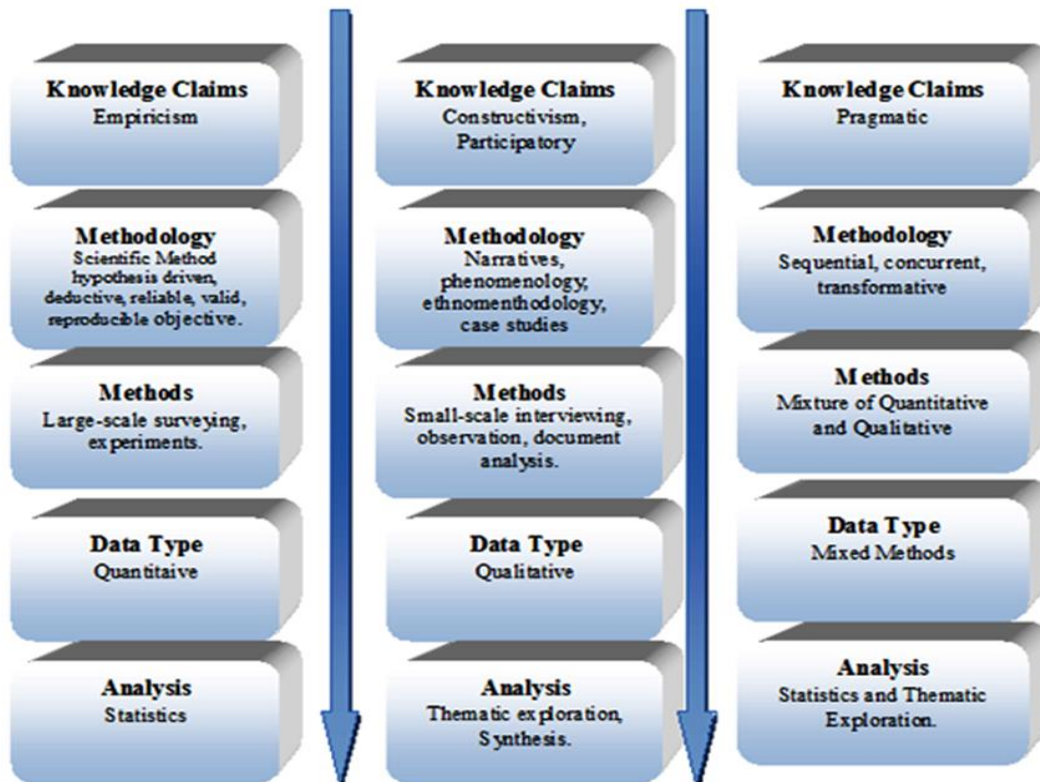 Knowledge Claims
Empiricism
Methodology
Scientific Method
hypothesis driven,
deductive, reliable, valid,
reproducible objective.
Methods
Large-scale surveying,
experiments.
Data Type
Quantitaive
Analysis
Statistics
Knowledge Claims
Constructivism,
Participatory
Methodology
Narratives,
phenomenology,
ethnomenthodology,
case studies
Methods
Small-scale interviewing,
observation, document
analysis.
Data Type
Qualitative
Analysis
Thematic exploration,
Synthesis.
Knowledge Claims
Pragmatic
Methodology
Sequential, concurrent,
transformative
Methods
Mixture of Quantitative
and Qualitative
Data Type
Mixed Methods
Analysis
Statistics and Thematic
Exploration.